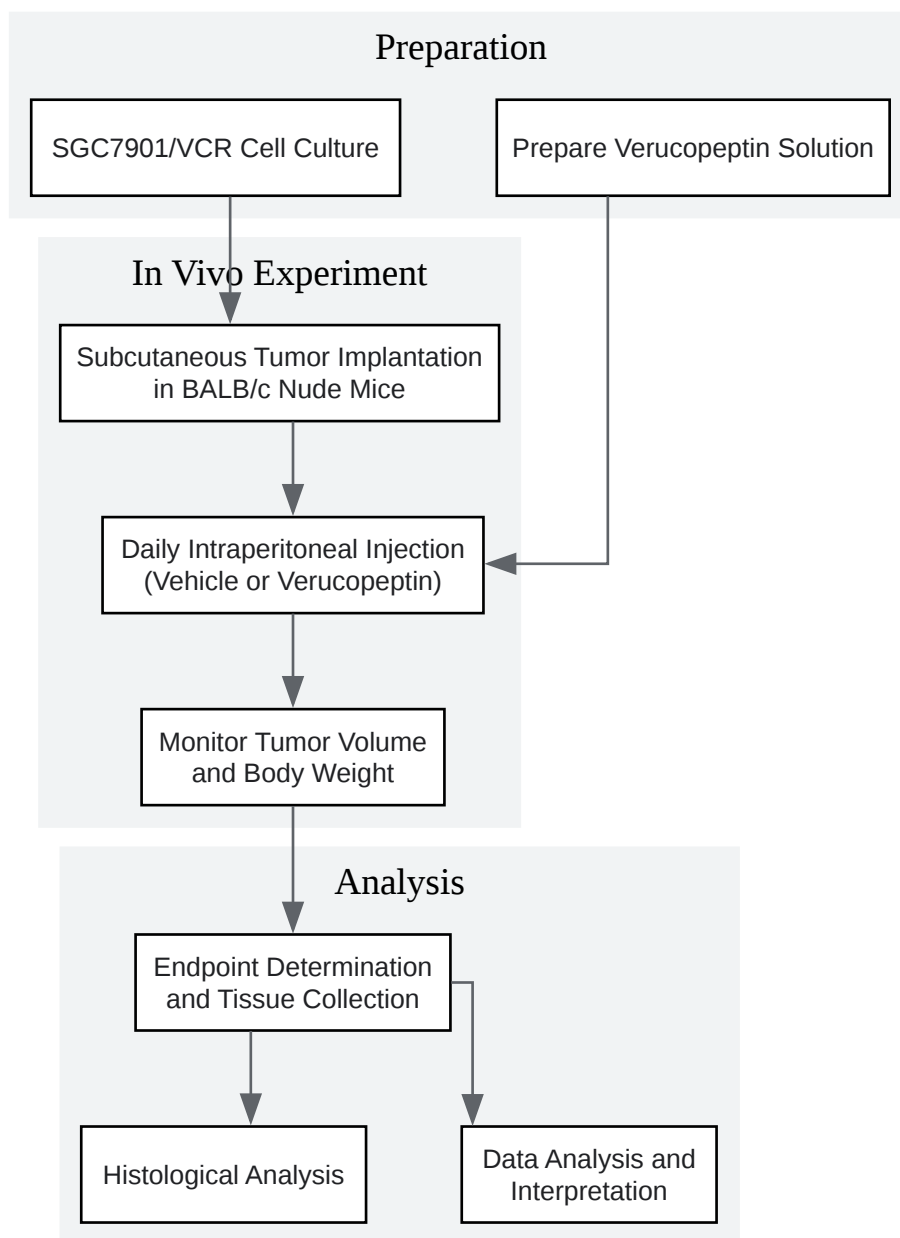 Preparation
SGC7901/VCR Cell Culture
Prepare Verucopeptin Solution
In Vivo Experiment
Subcutaneous Tumor Implantation
in BALB/c Nude Mice
Daily Intraperitoneal Injection
(Vehicle or Verucopeptin)
Monitor Tumor Volume
and Body Weight
Analysis
Endpoint Determination
and Tissue Collection
Histological Analysis
Data Analysis and
Interpretation